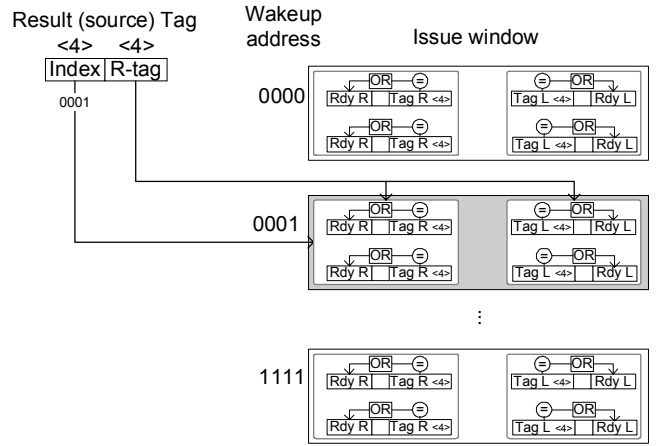 Result (source) Tag
<4> <4>
Index R-tag
0001
Wakeup
address
Issue window
0000
OR = = OR
Rdy R Tag R <4> Tag L <4> Rdy L
OR = = OR
Rdy R Tag R <4> Tag L <4> Rdy L
0001
OR = = OR
Rdy R Tag R <4> Tag L <4> Rdy L
OR = = OR
Rdy R Tag R <4> Tag L <4> Rdy L
...
1111
OR = = OR
Rdy R Tag R <4> Tag L <4> Rdy L
OR = = OR
Rdy R Tag R <4> Tag L <4> Rdy L